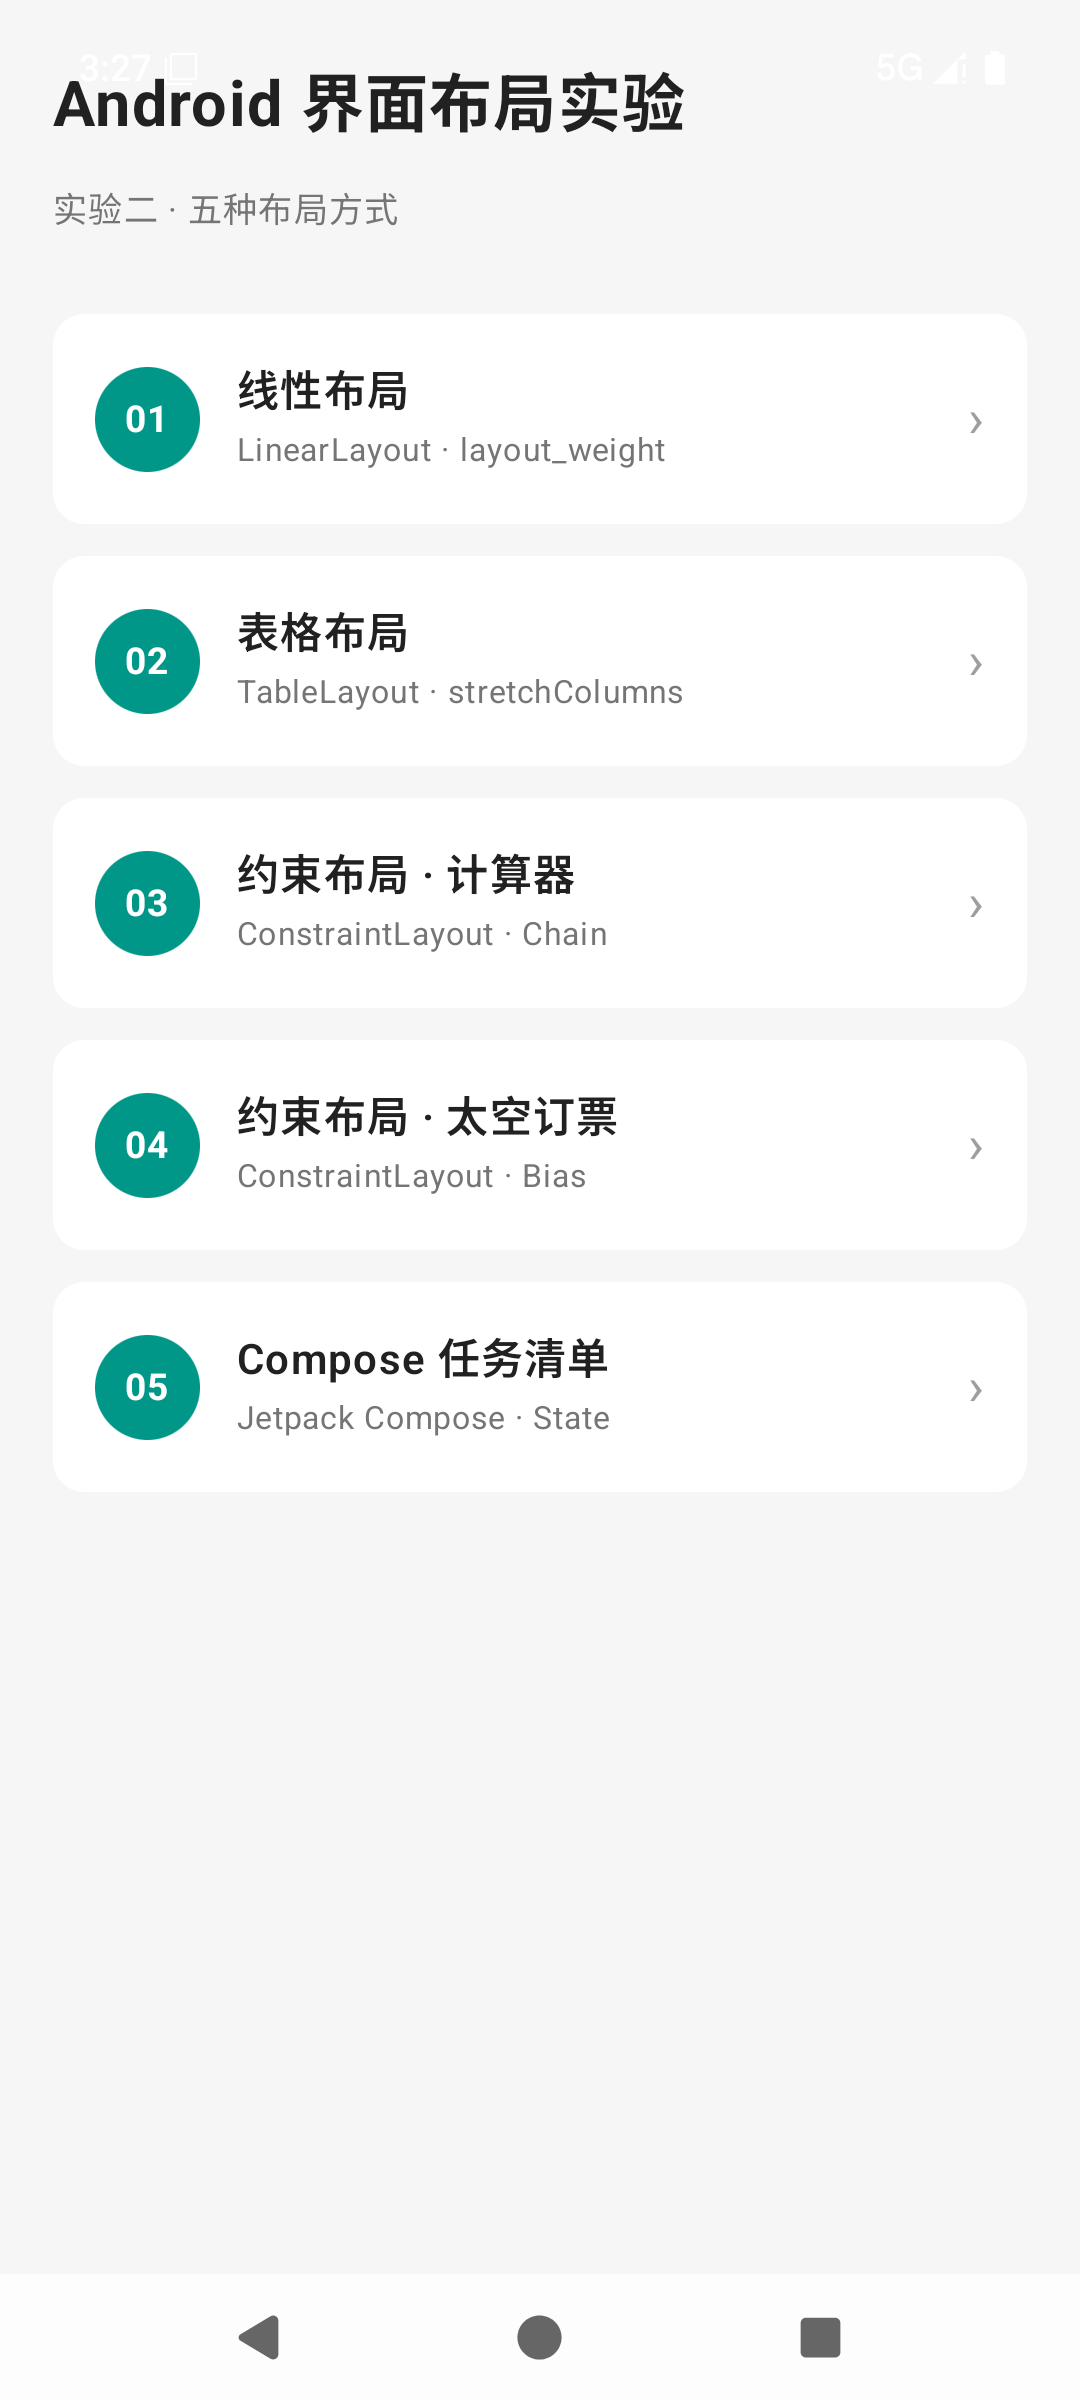 3:27
5G
Android 界面布局实验
实验二 · 五种布局方式
01
线性布局
LinearLayout · layout_weight
›
02
表格布局
TableLayout · stretchColumns
›
03
约束布局 · 计算器
ConstraintLayout · Chain
›
04
约束布局 · 太空订票
ConstraintLayout · Bias
›
05
Compose 任务清单
Jetpack Compose · State
›